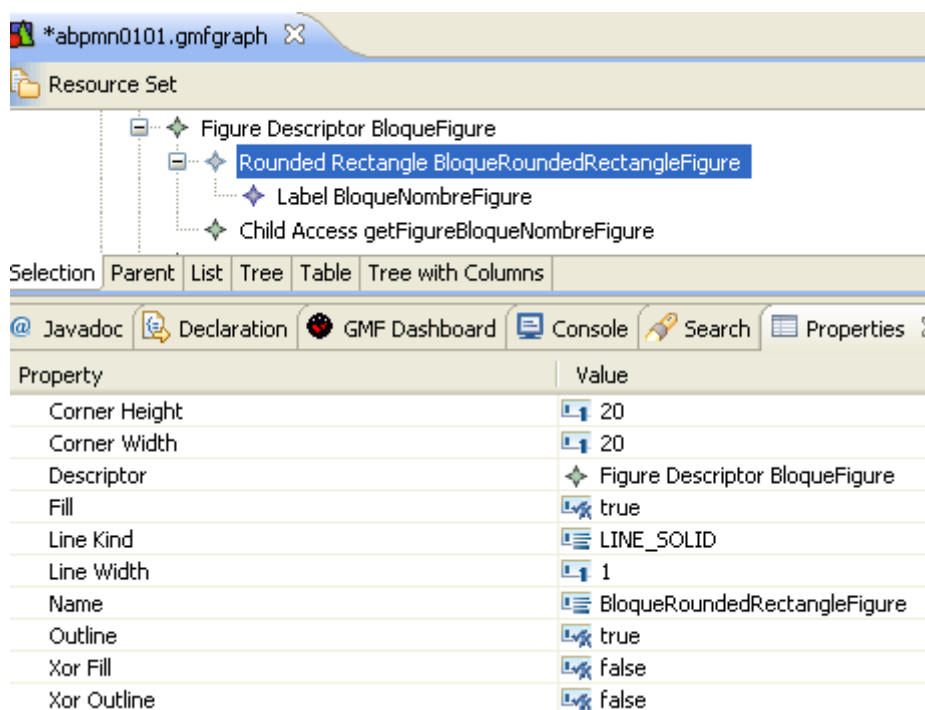 *abpmn0101.gmfgraph
Resource Set
Figure Descriptor BloqueFigure
Rounded Rectangle BloqueRoundedRectangleFigure
Label BloqueNombreFigure
Child Access getFigureBloqueNombreFigure
Selection Parent List Tree Table Tree with Columns
@ Javadoc Declaration GMF Dashboard Console Search Properties
Property Value
Corner Height 20
Corner Width 20
Descriptor Figure Descriptor BloqueFigure
Fill true
Line Kind LINE_SOLID
Line Width 1
Name BloqueRoundedRectangleFigure
Outline true
Xor Fill false
Xor Outline false